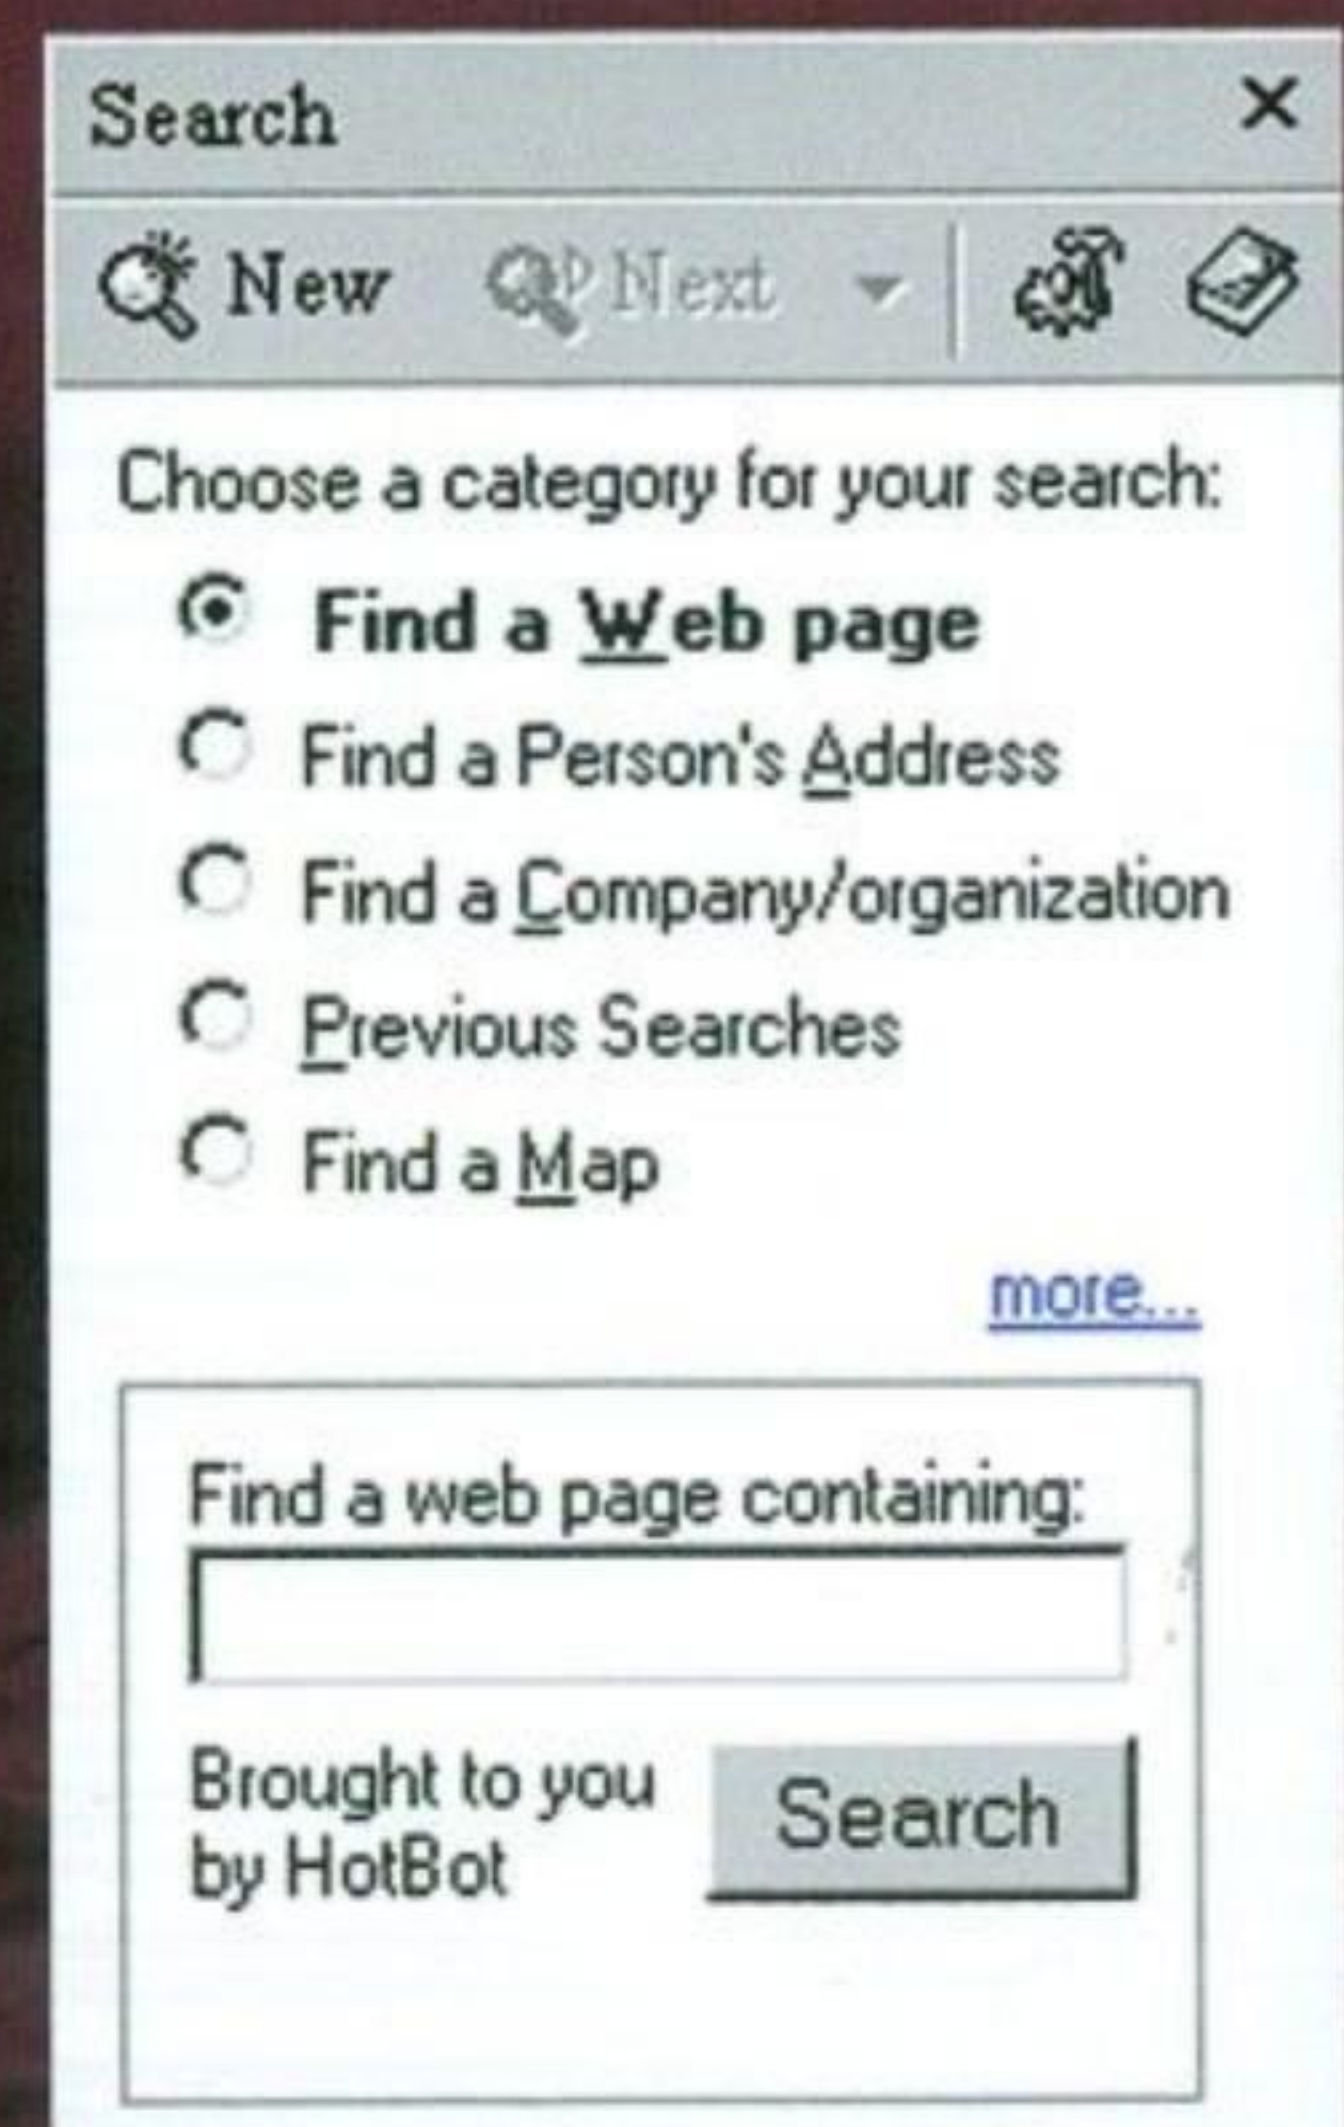 Search
New Next
Choose a category for your search:
Find a Web page
Find a Person's Address
Find a Company/organization
Previous Searches
Find a Map
more...
Find a web page containing:
Brought to you
by HotBot
Search